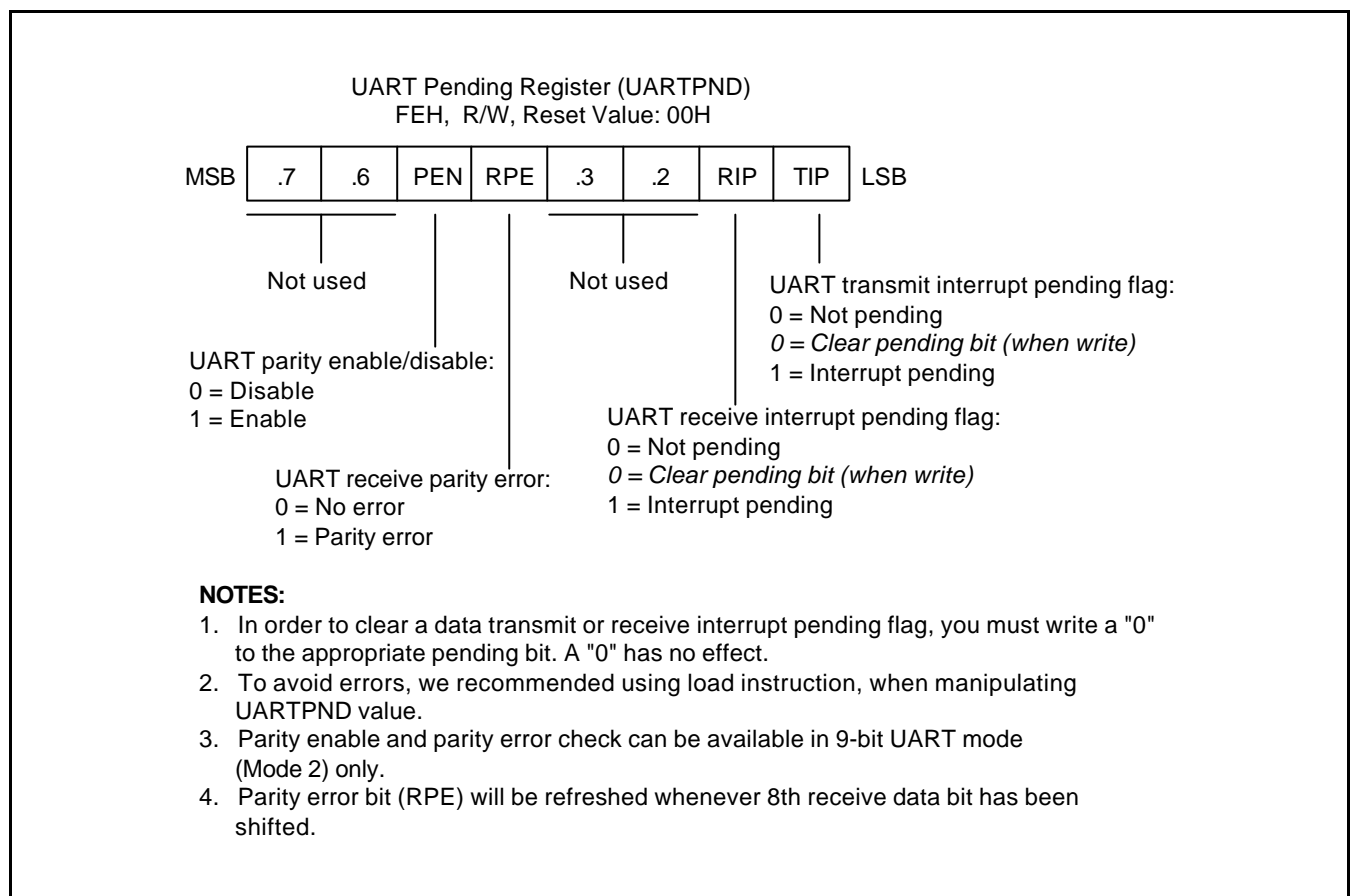 UART Pending Register (UARTPND)
FEH, R/W, Reset Value: 00H
MSB .7 .6 PEN RPE .3 .2 RIP TIP LSB
Not used
Not used
UART transmit interrupt pending flag:
0 = Not pending
0 = Clear pending bit (when write)
1 = Interrupt pending
UART parity enable/disable:
0 = Disable
1 = Enable
UART receive interrupt pending flag:
0 = Not pending
0 = Clear pending bit (when write)
1 = Interrupt pending
UART receive parity error:
0 = No error
1 = Parity error
NOTES:
1. In order to clear a data transmit or receive interrupt pending flag, you must write a "0"
to the appropriate pending bit. A "0" has no effect.
2. To avoid errors, we recommended using load instruction, when manipulating
UARTPND value.
3. Parity enable and parity error check can be available in 9-bit UART mode
(Mode 2) only.
4. Parity error bit (RPE) will be refreshed whenever 8th receive data bit has been
shifted.